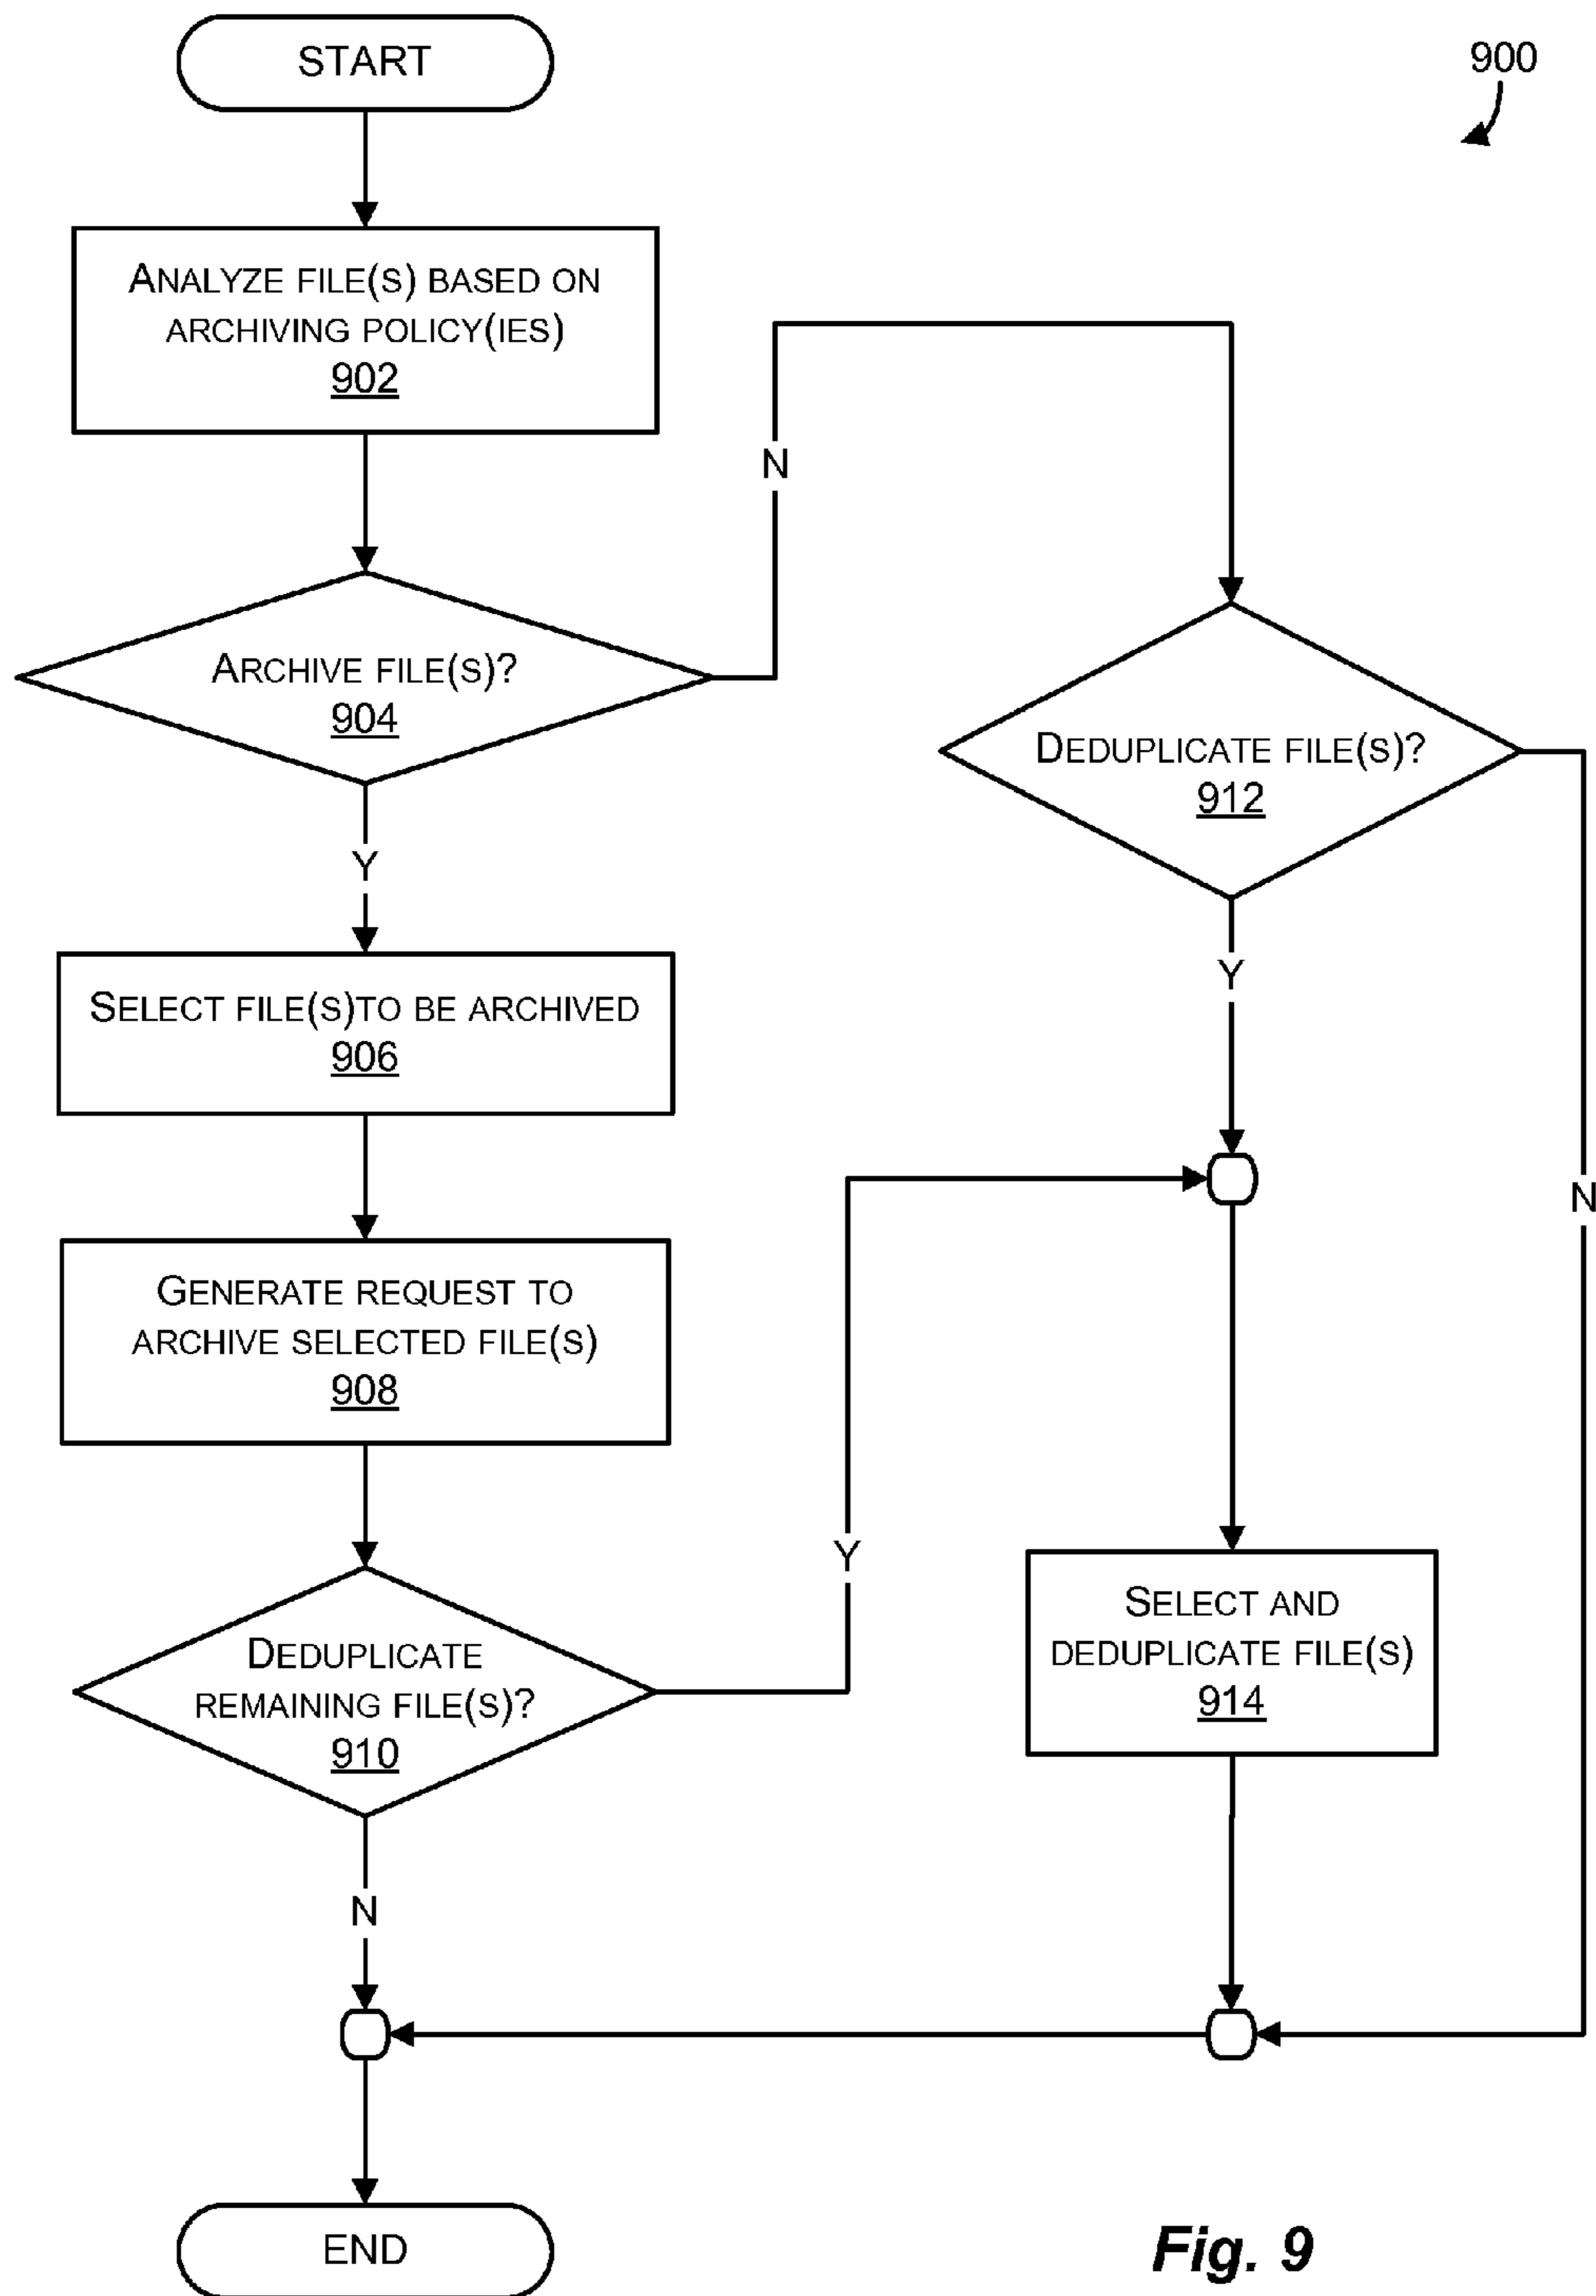 START
900
ANALYZE FILE(S) BASED ON
ARCHIVING POLICY(IES)
902
N
ARCHIVE FILE(S)?
904
DEDUPLICATE FILE(S)?
912
Y
Y
SELECT FILE(S)TO BE ARCHIVED
906
N
GENERATE REQUEST TO
ARCHIVE SELECTED FILE(S)
908
Y
DEDUPLICATE
REMAINING FILE(S)?
910
SELECT AND
DEDUPLICATE FILE(S)
914
N
END
Fig. 9